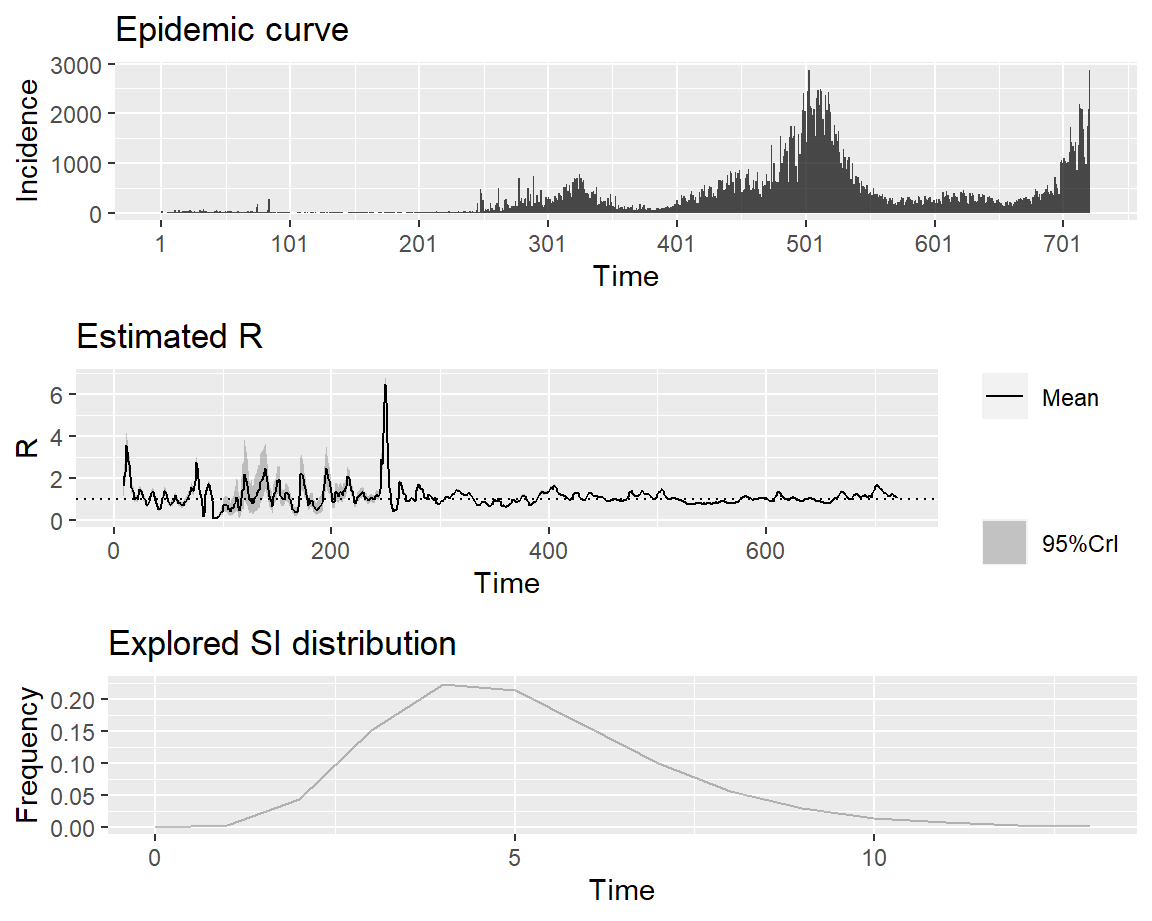 Epidemic curve
3000
2000
1000
0
Incidence
1 101 201 301 401 501 601 701
Time
Estimated R
6
4
2
0
R
0 200 400 600
Time
Mean
95%CrI
Explored SI distribution
0.20
0.15
0.10
0.05
0.00
Frequency
0 5 10
Time